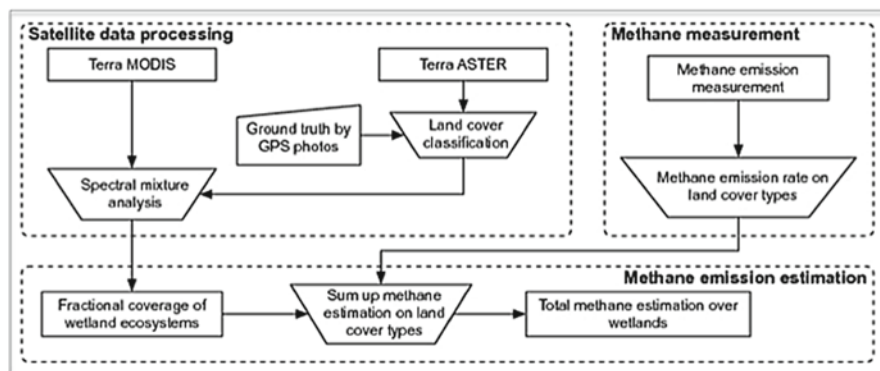 Satellite data processing
Methane measurement
Terra MODIS
Terra ASTER
Methane emission
measurement
Ground truth by
GPS photos
Land cover
classification
Spectral mixture
analysis
Methane emission rate on
land cover types
Methane emission estimation
Fractional coverage of
wetland ecosystems
Sum up methane
estimation on land
cover types
Total methane estimation over
wetlands